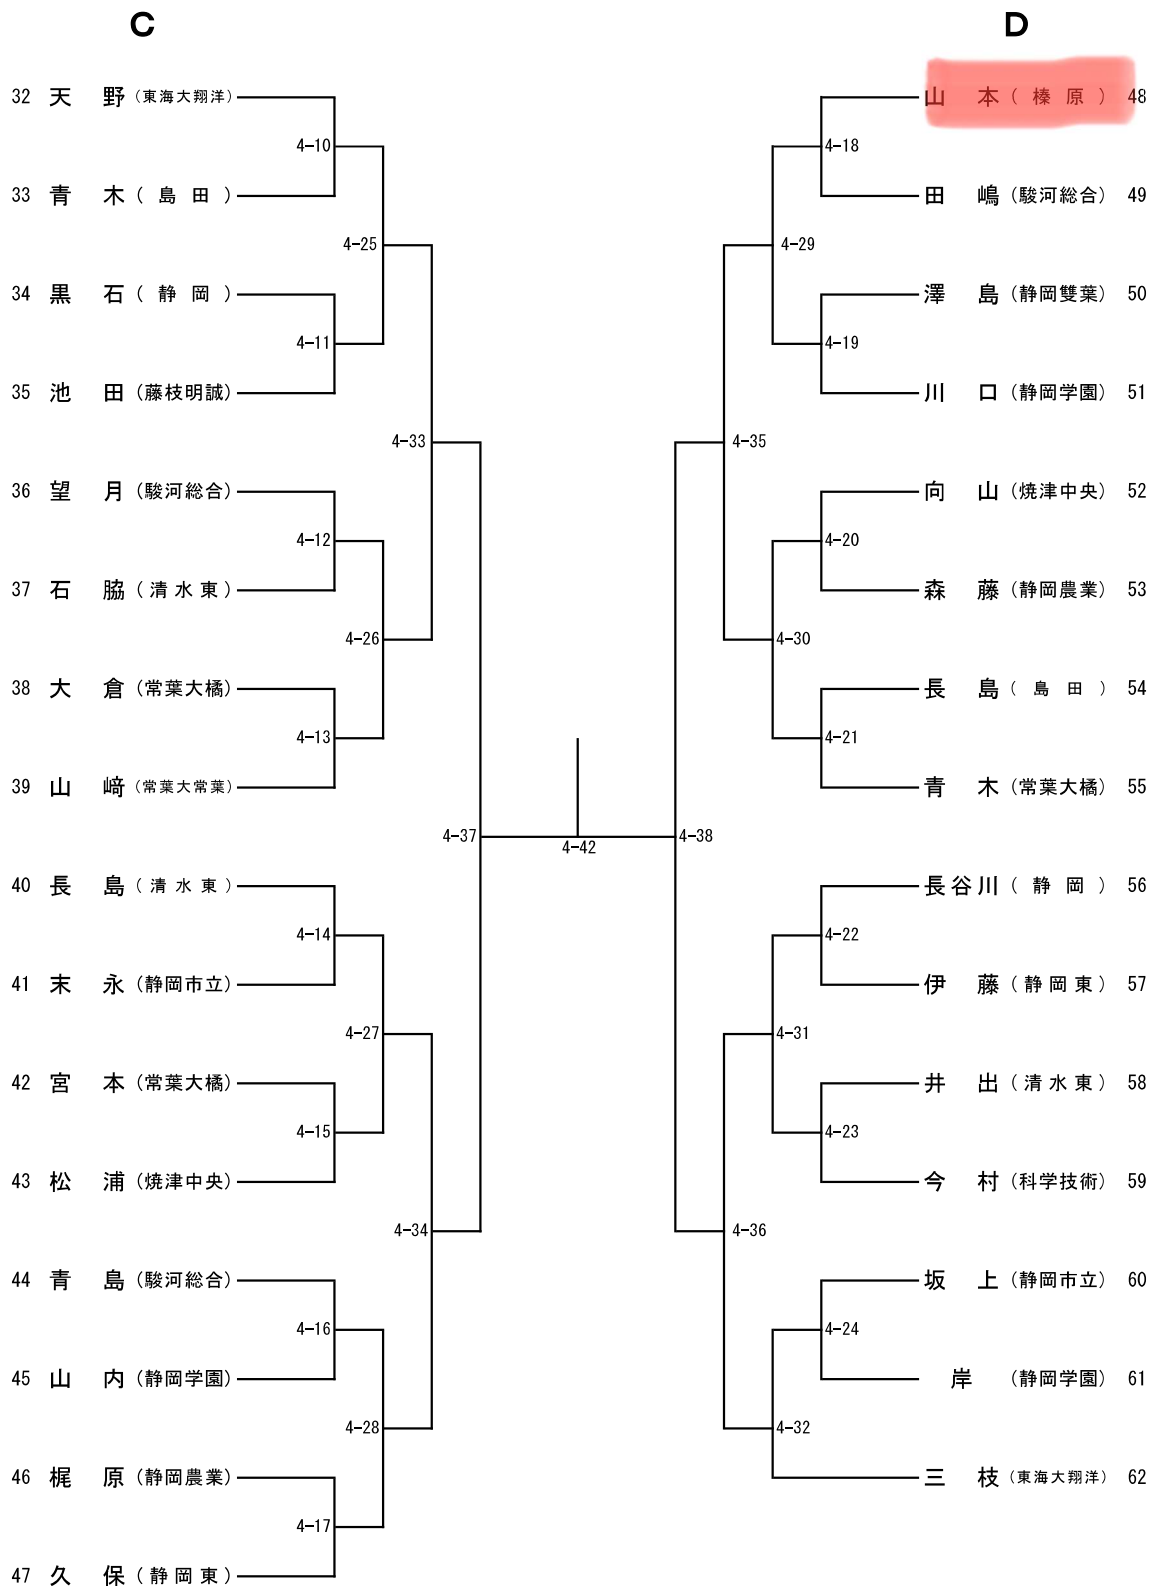 C
32 天野（東海大翔洋）
4-10
33 青木（島田）
4-25
34 黒石（静岡）
4-11
35 池田（藤枝明誠）
4-33
36 望月（駿河総合）
4-12
37 石脇（清水東）
4-26
38 大倉（常葉大橘）
4-13
39 山﨑（常葉大常葉）
4-37
40 長島（清水東）
4-14
41 末永（静岡市立）
4-27
42 宮本（常葉大橘）
4-15
43 松浦（焼津中央）
4-34
44 青島（駿河総合）
4-16
45 山内（静岡学園）
4-28
46 梶原（静岡農業）
4-17
47 久保（静岡東）
4-42
D
山本（榛原） 48
4-18
田嶋（駿河総合） 49
4-29
澤島（静岡雙葉） 50
4-19
川口（静岡学園） 51
4-35
向山（焼津中央） 52
4-20
森藤（静岡農業） 53
4-30
長島（島田） 54
4-21
青木（常葉大橘） 55
4-38
長谷川（静岡） 56
4-22
伊藤（静岡東） 57
4-31
井出（清水東） 58
4-23
今村（科学技術） 59
4-36
坂上（静岡市立） 60
4-24
岸（静岡学園） 61
4-32
三枝（東海大翔洋） 62